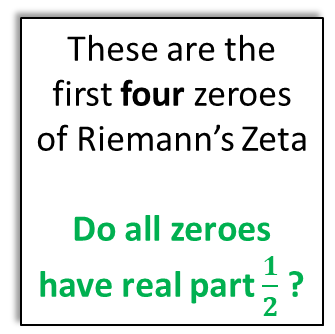 These are the
first four zeroes
of Riemann's Zeta
Do all zeroes
have real part 1/2 ?